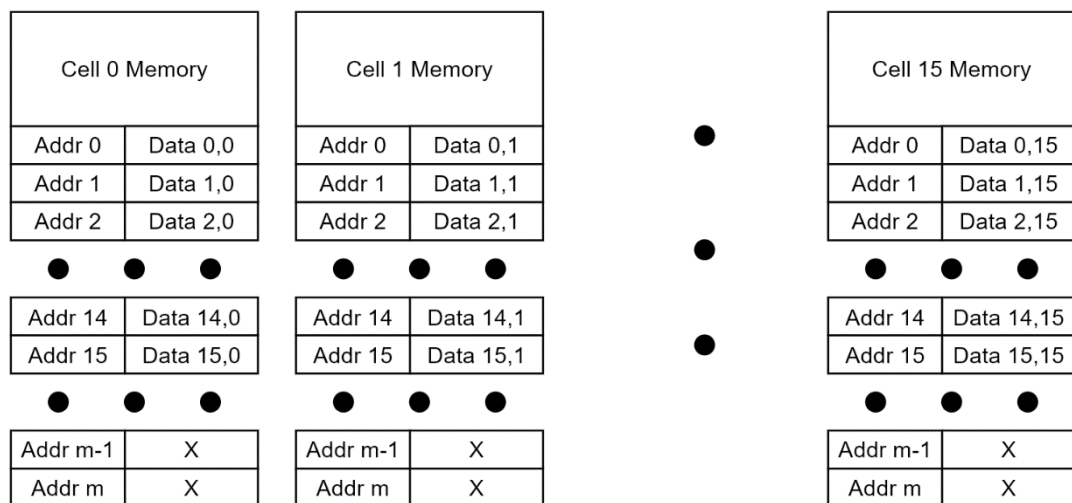 Cell 0 Memory Cell 1 Memory Cell 15 Memory
Addr 0 Data 0,0 Addr 0 Data 0,1 Addr 0 Data 0,15
Addr 1 Data 1,0 Addr 1 Data 1,1 Addr 1 Data 1,15
Addr 2 Data 2,0 Addr 2 Data 2,1 Addr 2 Data 2,15
Addr 14 Data 14,0 Addr 14 Data 14,1 Addr 14 Data 14,15
Addr 15 Data 15,0 Addr 15 Data 15,1 Addr 15 Data 15,15
Addr m-1 X Addr m-1 X Addr m-1 X
Addr m X Addr m X Addr m X